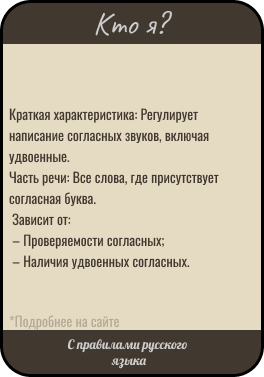 Кто я?
Краткая характеристика: Регулирует
написание согласных звуков, включая
удвоенные.
Часть речи: Все слова, где присутствует
согласная буква.
Зависит от:
– Проверяемости согласных;
– Наличия удвоенных согласных.
*Подробнее на сайте
С правилами русского
языка